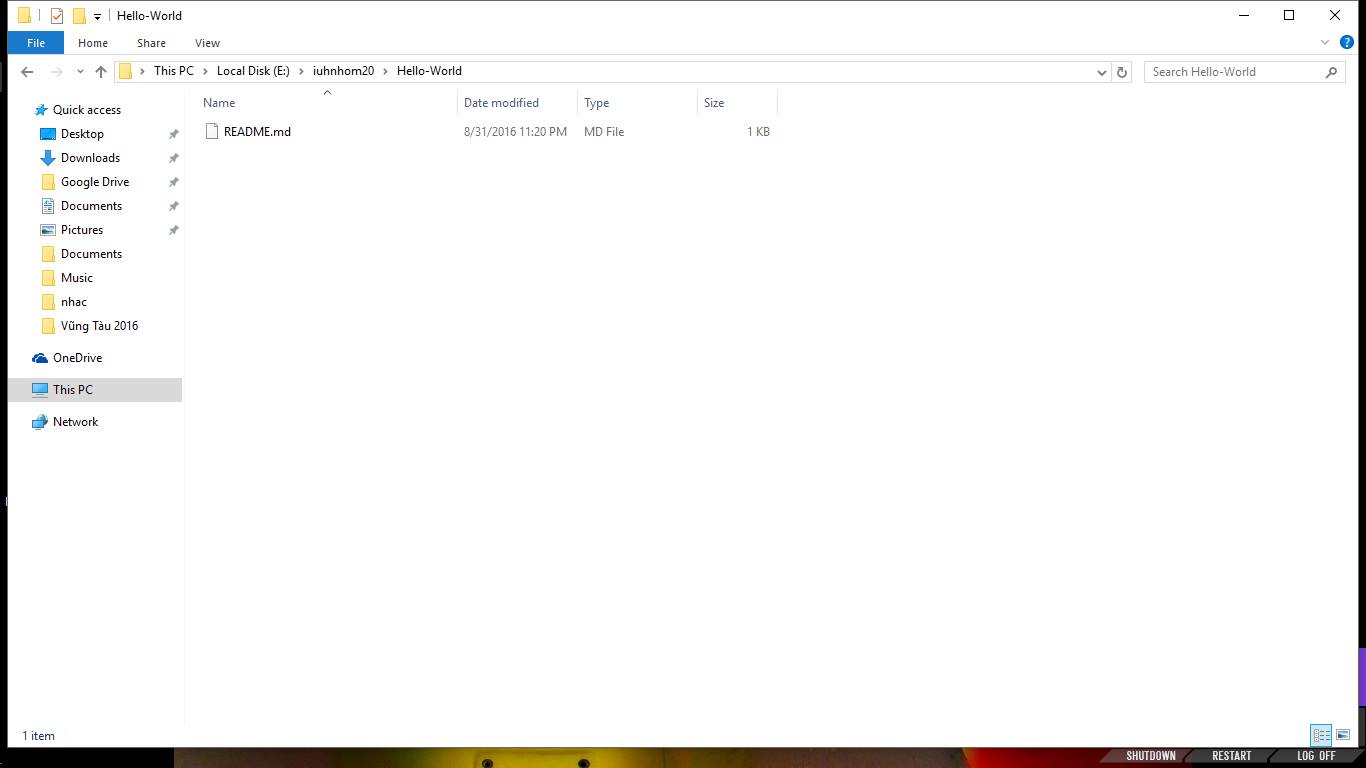 Hello-World
File Home Share View
This PC Local Disk (E:) iuhnhom20 Hello-World Search Hello-World
Name Date modified Type Size
README.md 8/31/2016 11:20 PM MD File 1 KB
Quick access
Desktop
Downloads
Google Drive
Documents
Pictures
Documents
Music
nhac
Vũng Tàu 2016
OneDrive
This PC
Network
1 item
SHUTDOWN RESTART LOG OFF